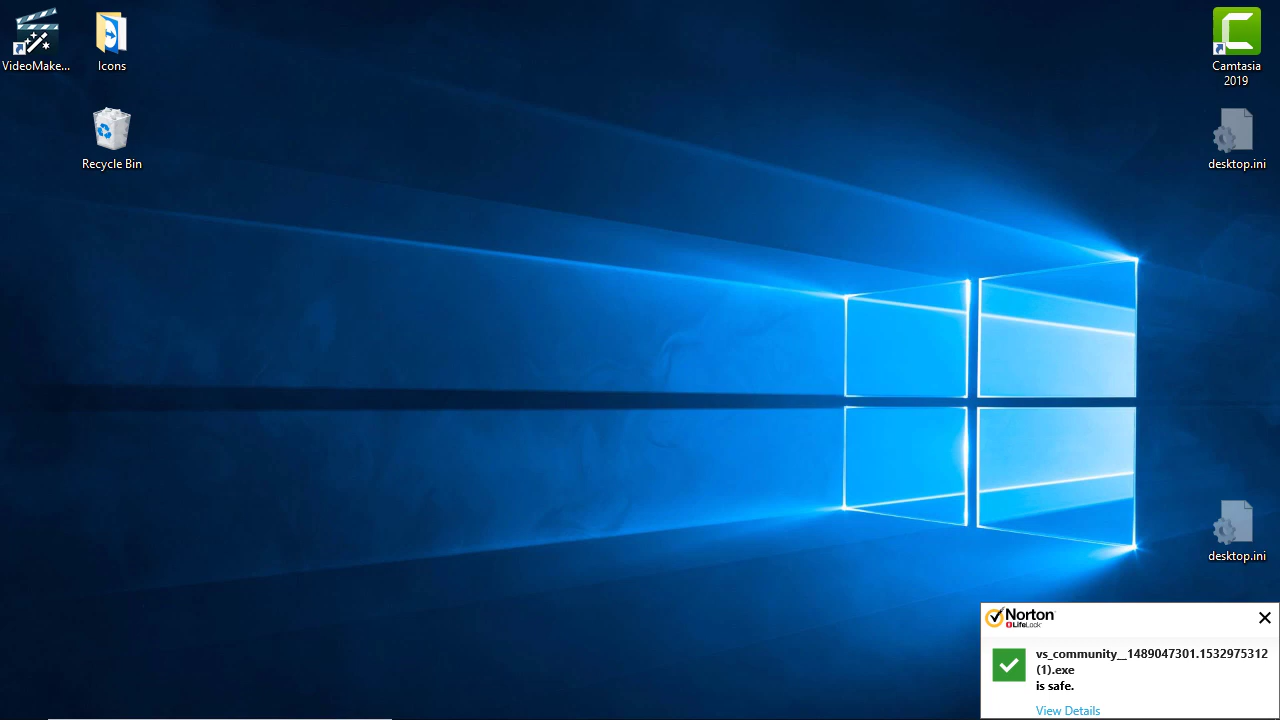 VideoMake...
Icons
Recycle Bin
Camtasia
2019
desktop.ini
desktop.ini
Norton
LifeLock
vs_community__1489047301.1532975312
(1).exe
is safe.
View Details